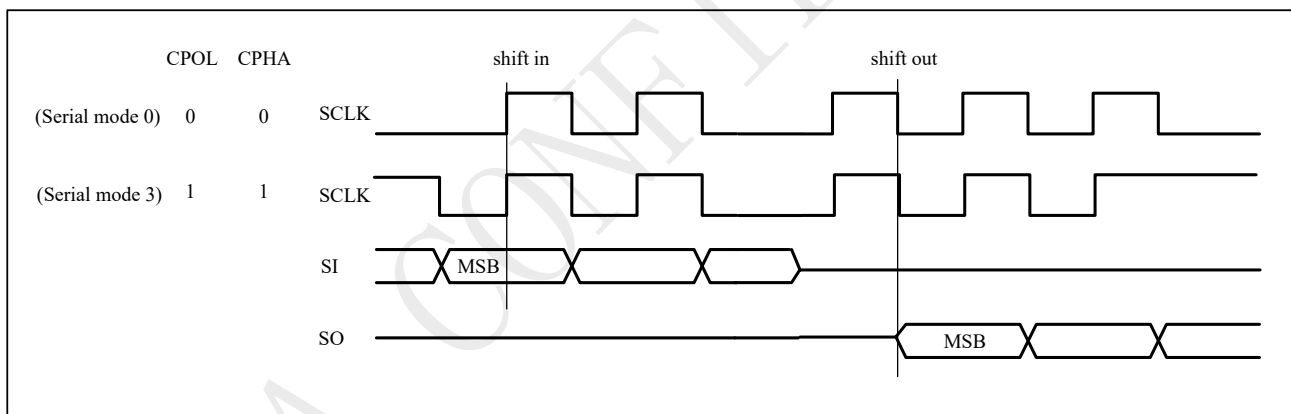 CPOL CPHA shift in shift out
(Serial mode 0) 0 0 SCLK
(Serial mode 3) 1 1 SCLK
SI MSB
SO MSB